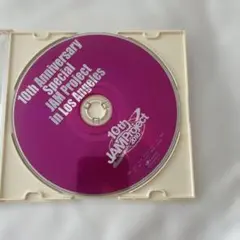 10th Anniversary
Special
JAM Project
in Los Angeles
10th
JAM Project